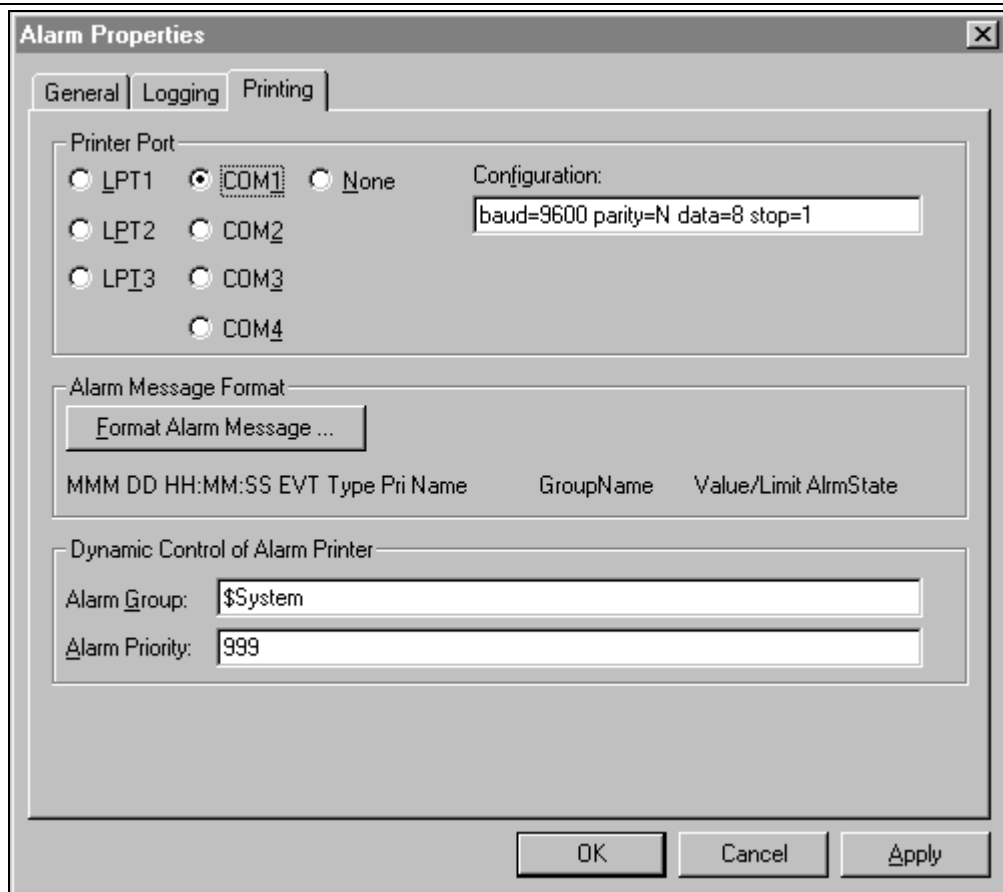 Alarm Properties
General Logging Printing
Printer Port
LPT1 COM1 None Configuration:
baud=9600 parity=N data=8 stop=1
LPT2 COM2
LPT3 COM3
COM4
Alarm Message Format
Format Alarm Message ...
MMM DD HH:MM:SS EVT Type Pri Name GroupName Value/Limit AlrmState
Dynamic Control of Alarm Printer
Alarm Group: $System
Alarm Priority: 999
OK Cancel Apply